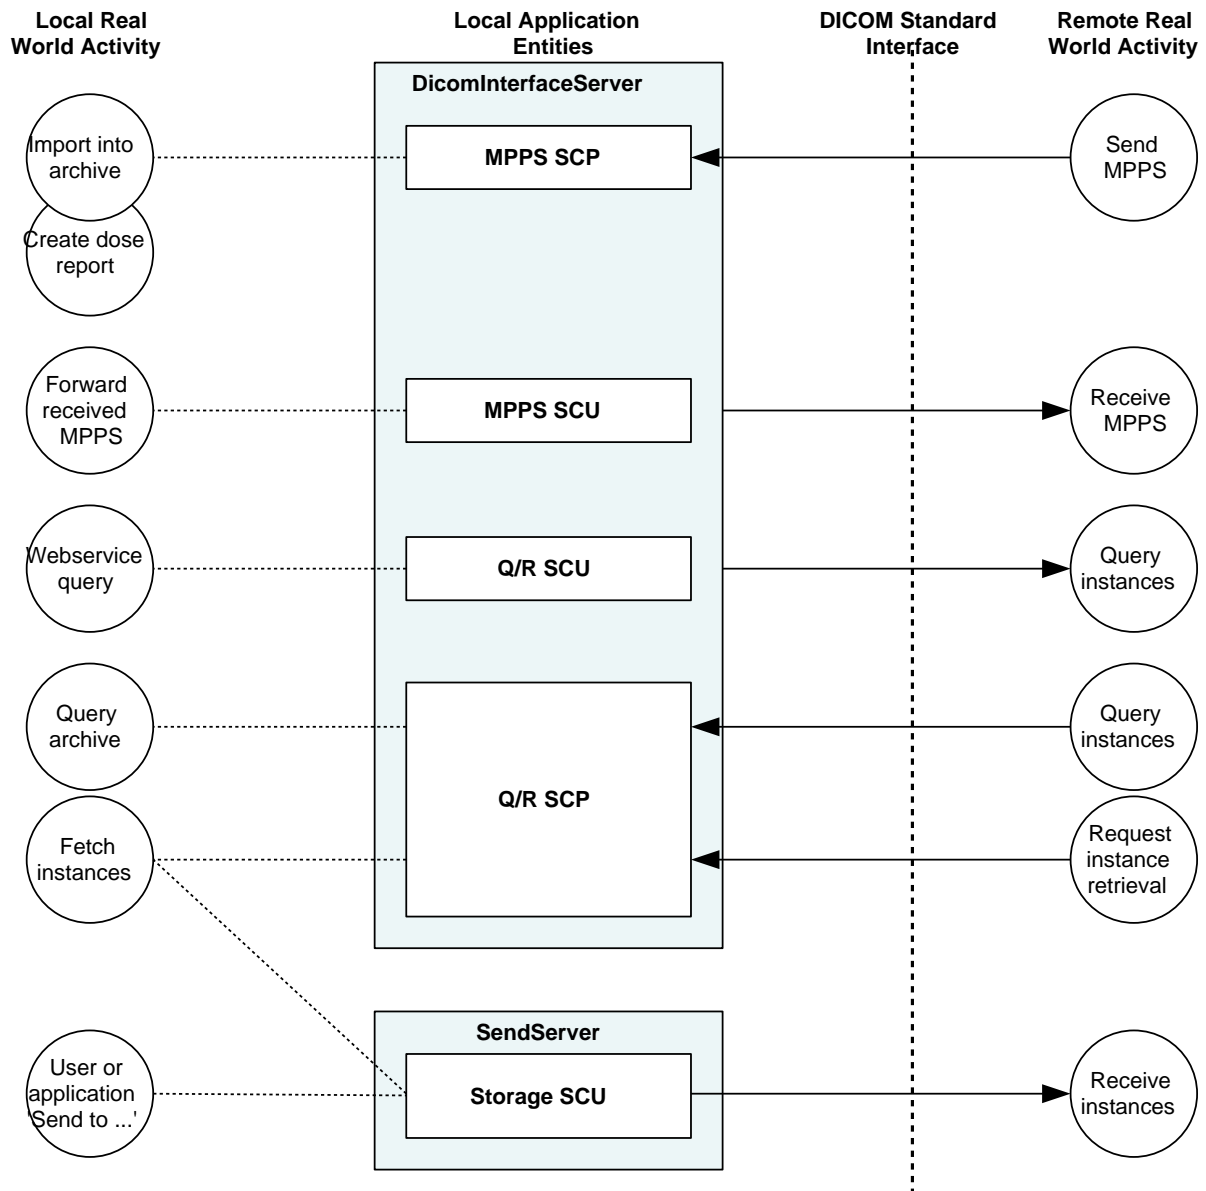 Local Real
World Activity
Local Application
Entities
DICOM Standard
Interface
Remote Real
World Activity
DicomInterfaceServer
Import into
archive
MPPS SCP
Send
MPPS
Create dose
report
Forward
received
MPPS
MPPS SCU
Receive
MPPS
Webservice
query
Q/R SCU
Query
instances
Query
archive
Query
instances
Q/R SCP
Fetch
instances
Request
instance
retrieval
SendServer
User or
application
'Send to ...'
Storage SCU
Receive
instances